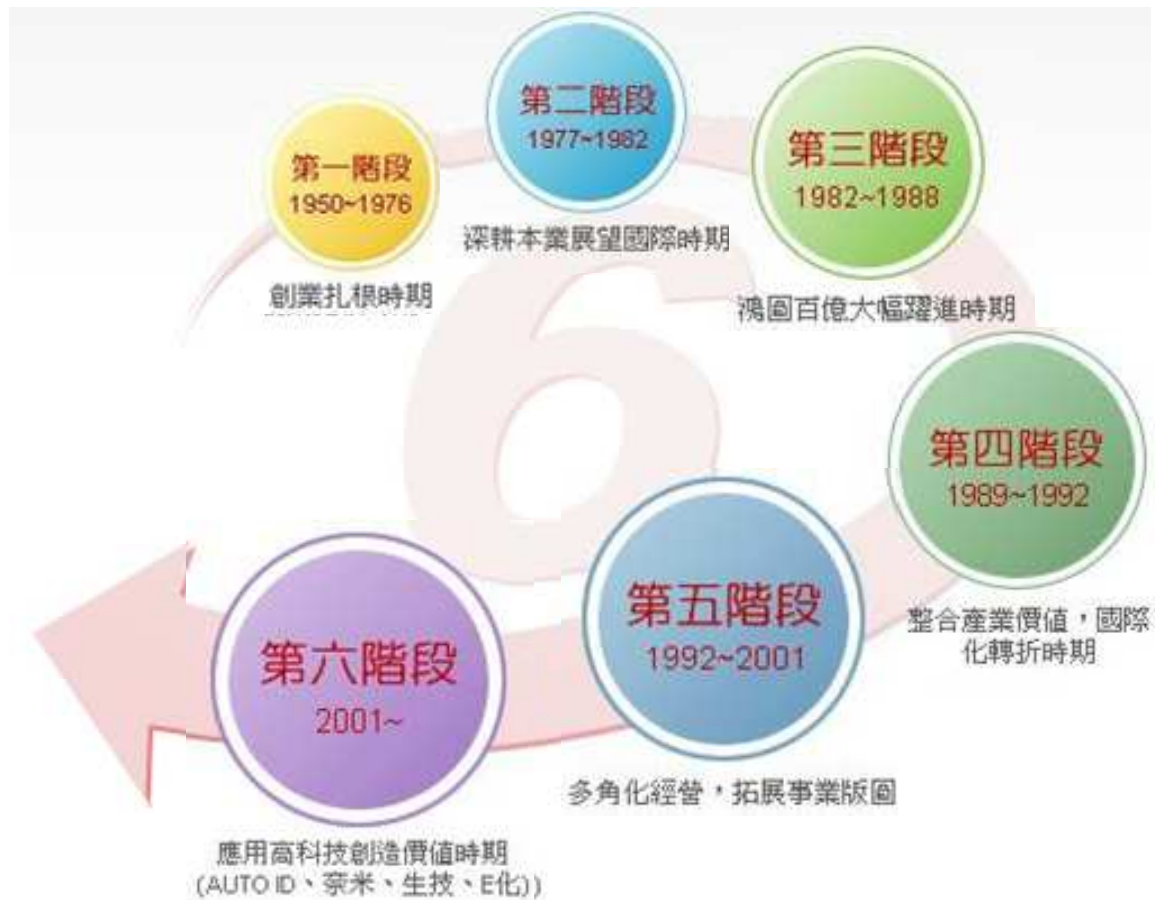 第一階段
1950~1976
創業扎根時期
第二階段
1977~1982
深耕本業展望國際時期
第三階段
1982~1988
鴻圖百億大幅躍進時期
第四階段
1989~1992
整合產業價值，國際
化轉折時期
第五階段
1992~2001
多角化經營，拓展事業版圖
第六階段
2001~
應用高科技創造價值時期
(AUTO ID、奈米、生技、E化))
6